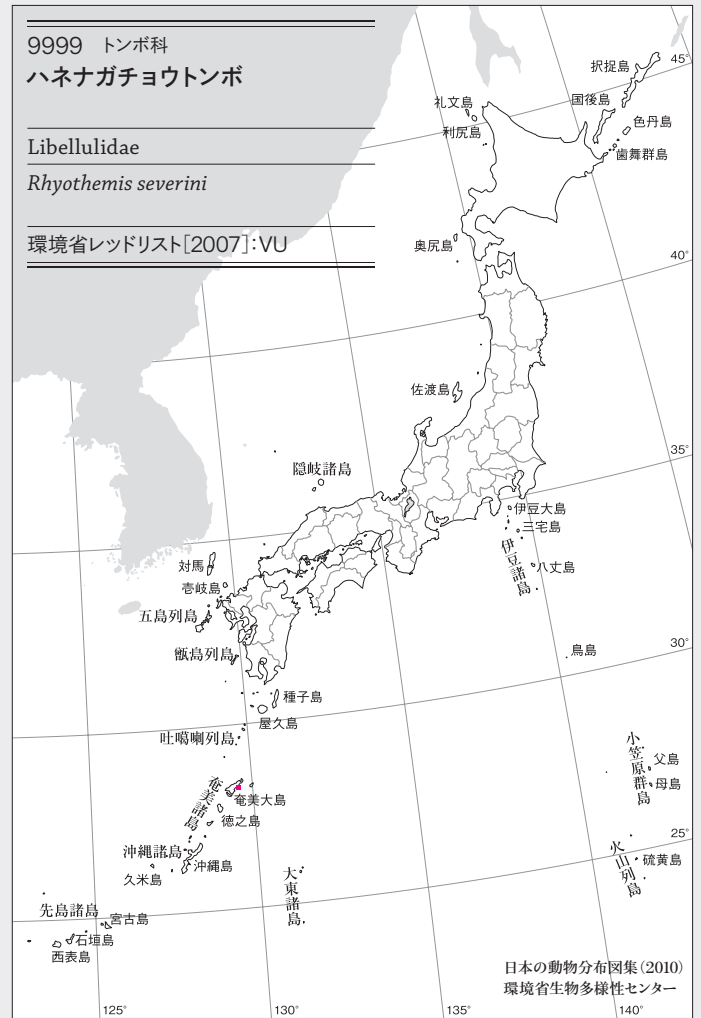 9999 トンボ科
ハネナガチョウトンボ
Libellulidae
Rhyothemis severini
環境省レッドリスト[2007]:VU
45°
択捉島
国後島
礼文島
利尻島
色丹島
歯舞群島
奥尻島
40°
佐渡島
35°
隠岐諸島
伊豆大島
三宅島
伊豆諸島
八丈島
対馬
壱岐島
五島列島
甑島列島
鳥島
30°
種子島
屋久島
吐噶喇列島
小笠原群島
父島
母島
奄美諸島
奄美大島
徳之島
25°
沖縄諸島
沖縄島
久米島
火山列島
硫黄島
大東諸島
先島諸島
宮古島
石垣島
西表島
日本の動物分布図集(2010)
環境省生物多様性センター
125°
130°
135°
140°